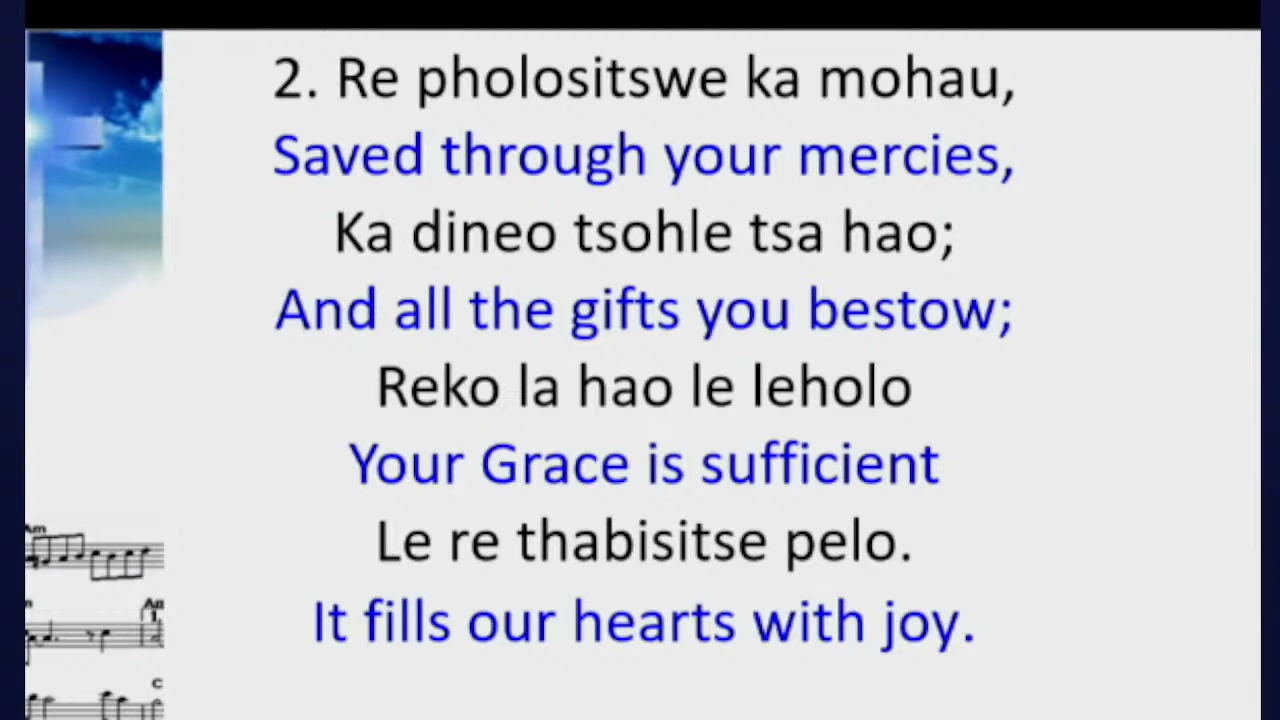 2. Re pholositswe ka mohau,
Saved through your mercies,
Ka dineo tsohle tsa hao;
And all the gifts you bestow;
Reko la hao le leholo
Your Grace is sufficient
Le re thabisitse pelo.
It fills our hearts with joy.
Am
C